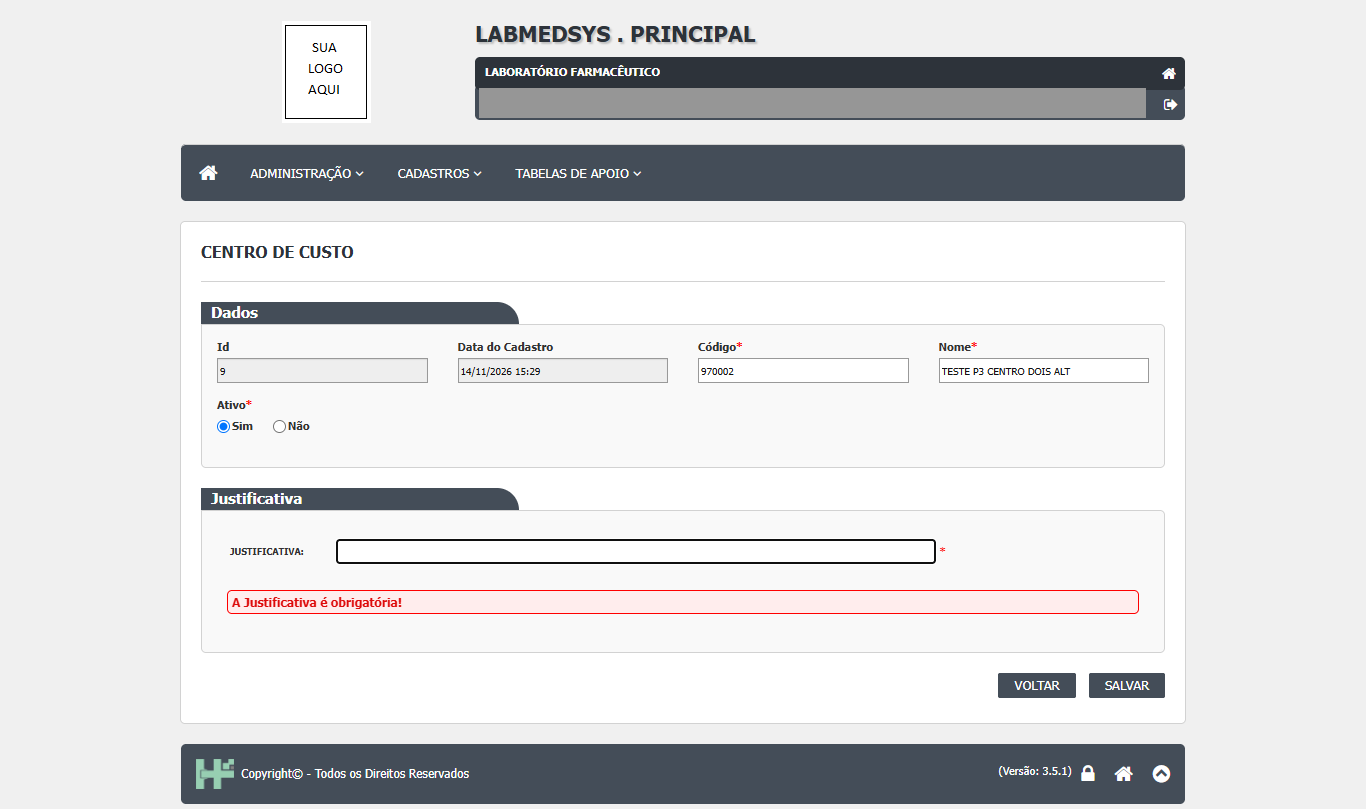 SUA
LOGO
AQUI
LABMEDSYS . PRINCIPAL
LABORATÓRIO FARMACÊUTICO
ADMINISTRAÇÃO
CADASTROS
TABELAS DE APOIO
CENTRO DE CUSTO
Dados
Id
Data do Cadastro
Código*
Nome*
9
14/11/2026 15:29
970002
TESTE P3 CENTRO DOIS ALT
Ativo*
Sim
Não
Justificativa
JUSTIFICATIVA:
*
A Justificativa é obrigatória!
VOLTAR
SALVAR
Copyright© - Todos os Direitos Reservados
(Versão: 3.5.1)